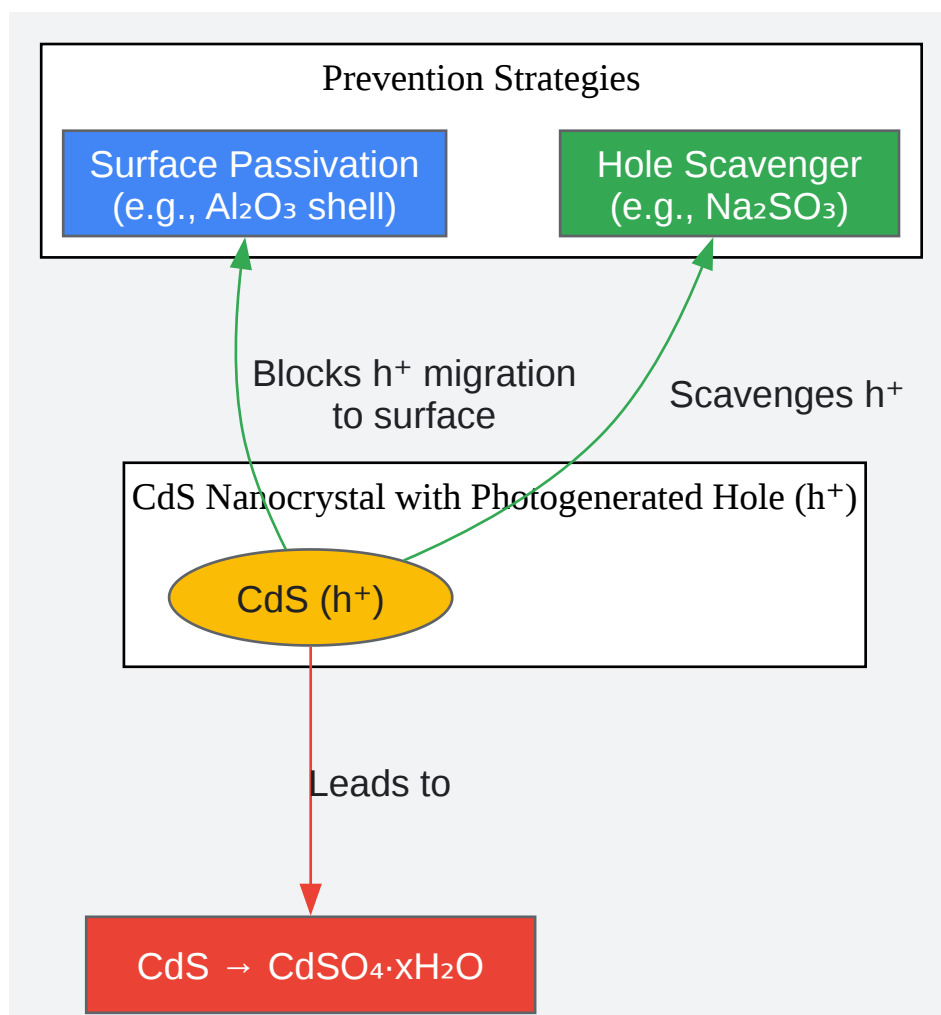 Prevention Strategies
Surface Passivation
(e.g., Al₂O₃ shell)
Hole Scavenger
(e.g., Na₂SO₃)
Blocks h⁺ migration
to surface
Scavenges h⁺
CdS Nanocrystal with Photogenerated Hole (h⁺)
CdS (h⁺)
Leads to
CdS → CdSO₄·xH₂O